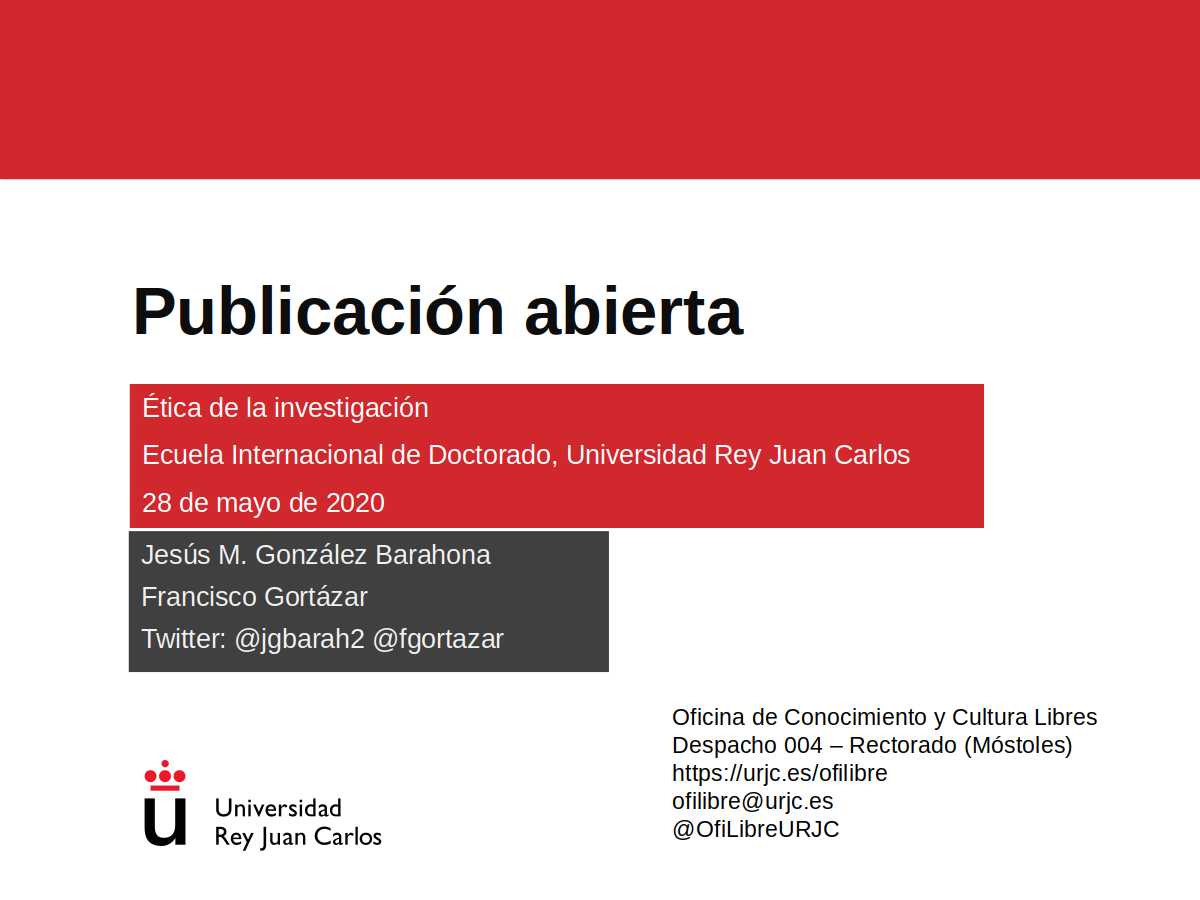 Publicación abierta
Ética de la investigación
Ecuela Internacional de Doctorado, Universidad Rey Juan Carlos
28 de mayo de 2020
Jesús M. González Barahona
Francisco Gortázar
Twitter: @jgbarah2 @fgortazar
Oficina de Conocimiento y Cultura Libres
Despacho 004 – Rectorado (Móstoles)
https://urjc.es/ofilibre
ofilibre@urjc.es
@OfiLibreURJC
u
Universidad
Rey Juan Carlos